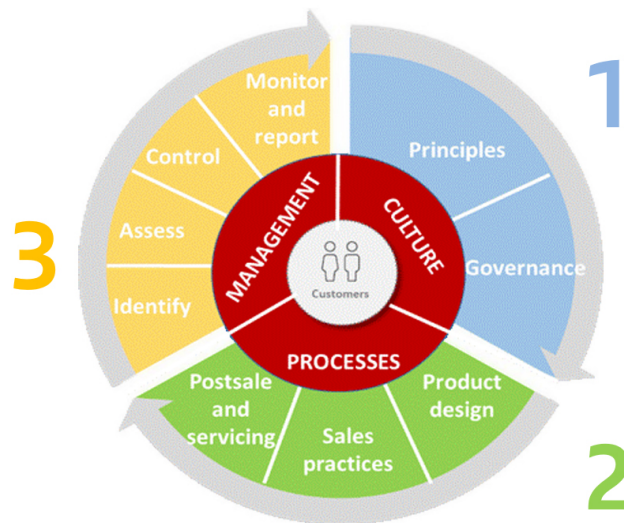 1
Principles
Governance
CULTURE
2
Product
design
Sales
practices
Postsale
and
servicing
PROCESSES
3
Identify
Assess
Control
Monitor
and
report
MANAGEMENT
Customers